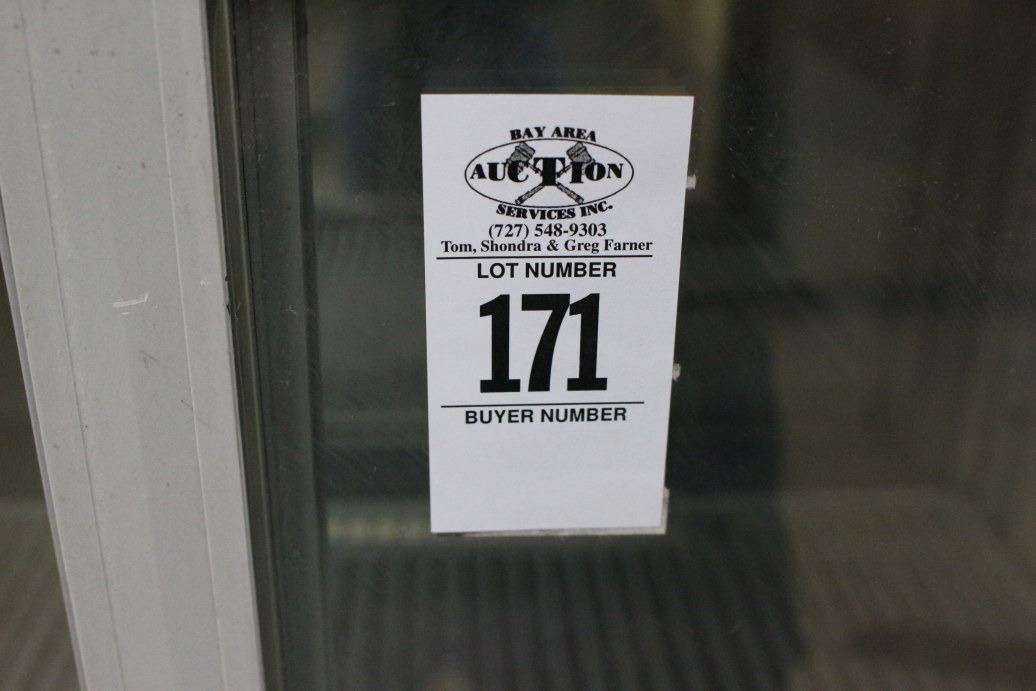 BAY AREA
AUCTION
SERVICES INC.
(727) 548-9303
Tom, Shondra & Greg Farner
LOT NUMBER
171
BUYER NUMBER